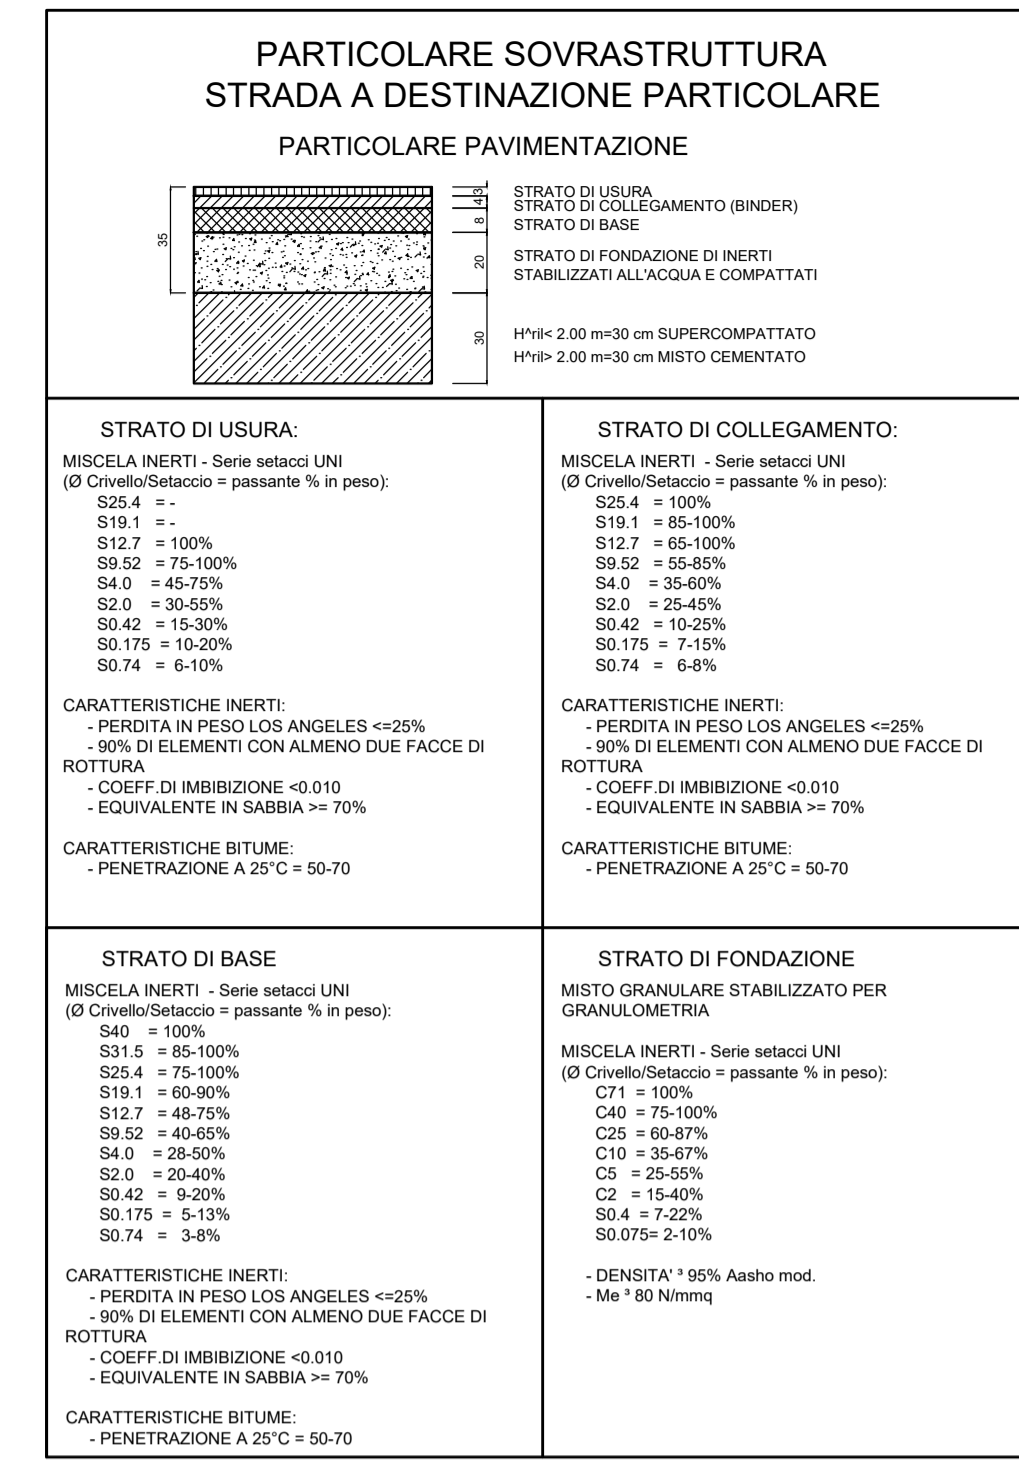 PARTICOLARE SOVRASTRUTTURA
STRADA A DESTINAZIONE PARTICOLARE
PARTICOLARE PAVIMENTAZIONE
35
3
4
8
20
30
STRATO DI USURA
STRATO DI COLLEGAMENTO (BINDER)
STRATO DI BASE
STRATO DI FONDAZIONE DI INERTI
STABILIZZATI ALL'ACQUA E COMPATTATI
H^ril< 2.00 m=30 cm SUPERCOMPATTATO
H^ril> 2.00 m=30 cm MISTO CEMENTATO
STRATO DI USURA:
MISCELA INERTI - Serie setacci UNI
(Ø Crivello/Setaccio = passante % in peso):
S25.4 = -
S19.1 = -
S12.7 = 100%
S9.52 = 75-100%
S4.0 = 45-75%
S2.0 = 30-55%
S0.42 = 15-30%
S0.175 = 10-20%
S0.74 = 6-10%
CARATTERISTICHE INERTI:
- PERDITA IN PESO LOS ANGELES <=25%
- 90% DI ELEMENTI CON ALMENO DUE FACCE DI
ROTTURA
- COEFF.DI IMBIBIZIONE <0.010
- EQUIVALENTE IN SABBIA >= 70%
CARATTERISTICHE BITUME:
- PENETRAZIONE A 25°C = 50-70
STRATO DI COLLEGAMENTO:
MISCELA INERTI - Serie setacci UNI
(Ø Crivello/Setaccio = passante % in peso):
S25.4 = 100%
S19.1 = 85-100%
S12.7 = 65-100%
S9.52 = 55-85%
S4.0 = 35-60%
S2.0 = 25-45%
S0.42 = 10-25%
S0.175 = 7-15%
S0.74 = 6-8%
CARATTERISTICHE INERTI:
- PERDITA IN PESO LOS ANGELES <=25%
- 90% DI ELEMENTI CON ALMENO DUE FACCE DI
ROTTURA
- COEFF.DI IMBIBIZIONE <0.010
- EQUIVALENTE IN SABBIA >= 70%
CARATTERISTICHE BITUME:
- PENETRAZIONE A 25°C = 50-70
STRATO DI BASE
MISCELA INERTI - Serie setacci UNI
(Ø Crivello/Setaccio = passante % in peso):
S40 = 100%
S31.5 = 85-100%
S25.4 = 75-100%
S19.1 = 60-90%
S12.7 = 48-75%
S9.52 = 40-65%
S4.0 = 28-50%
S2.0 = 20-40%
S0.42 = 9-20%
S0.175 = 5-13%
S0.74 = 3-8%
CARATTERISTICHE INERTI:
- PERDITA IN PESO LOS ANGELES <=25%
- 90% DI ELEMENTI CON ALMENO DUE FACCE DI
ROTTURA
- COEFF.DI IMBIBIZIONE <0.010
- EQUIVALENTE IN SABBIA >= 70%
CARATTERISTICHE BITUME:
- PENETRAZIONE A 25°C = 50-70
STRATO DI FONDAZIONE
MISTO GRANULARE STABILIZZATO PER
GRANULOMETRIA
MISCELA INERTI - Serie setacci UNI
(Ø Crivello/Setaccio = passante % in peso):
C71 = 100%
C40 = 75-100%
C25 = 60-87%
C10 = 35-67%
C5 = 25-55%
C2 = 15-40%
S0.4 = 7-22%
S0.075= 2-10%
- DENSITA' ³ 95% Aasho mod.
- Me ³ 80 N/mmq